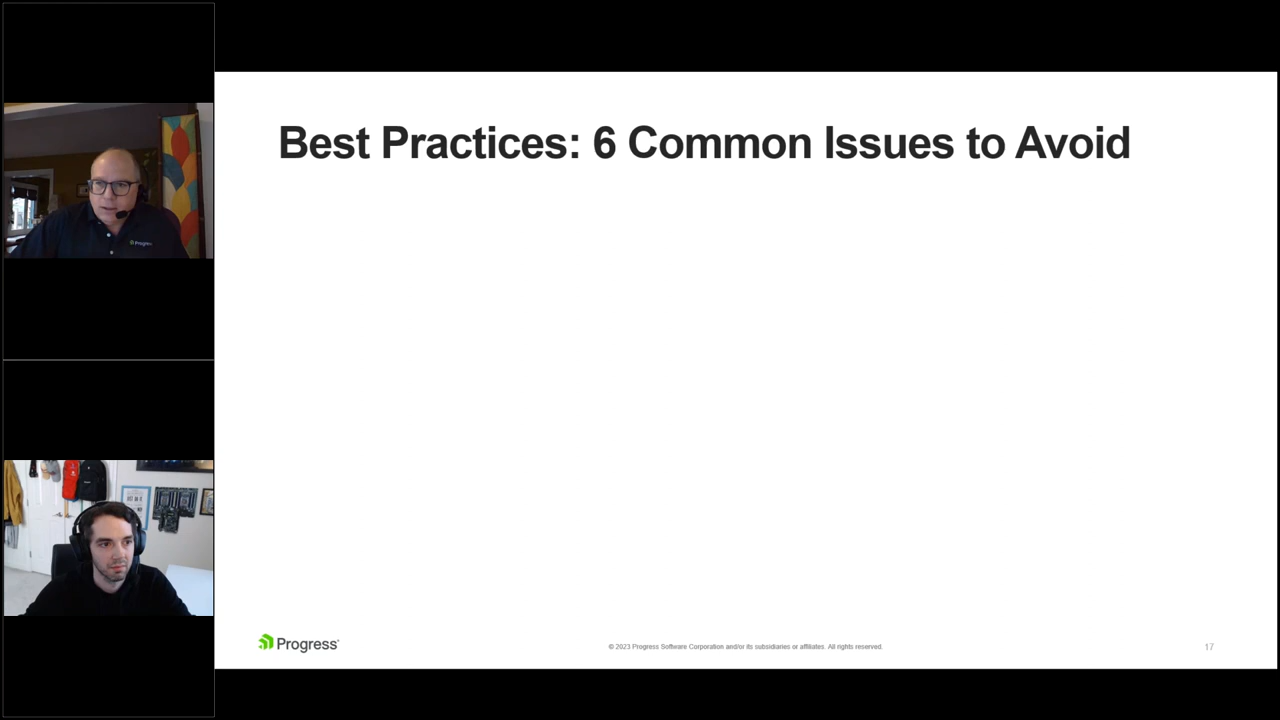 Best Practices: 6 Common Issues to Avoid
Progress
© 2023 Progress Software Corporation and/or its subsidiaries or affiliates. All rights reserved.
17